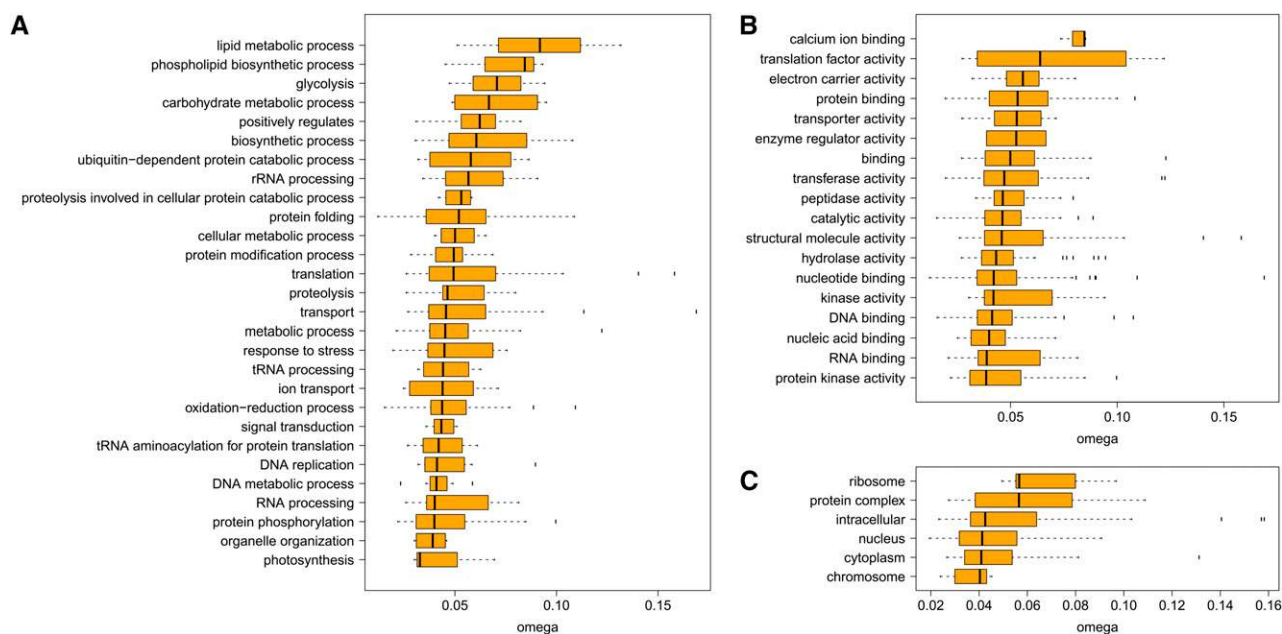 A
lipid metabolic process
phospholipid biosynthetic process
glycolysis
carbohydrate metabolic process
positively regulates
biosynthetic process
ubiquitin−dependent protein catabolic process
rRNA processing
proteolysis involved in cellular protein catabolic process
protein folding
cellular metabolic process
protein modification process
translation
proteolysis
transport
metabolic process
response to stress
tRNA processing
ion transport
oxidation−reduction process
signal transduction
tRNA aminoacylation for protein translation
DNA replication
DNA metabolic process
RNA processing
protein phosphorylation
organelle organization
photosynthesis
0.05 0.10 0.15
omega
B
calcium ion binding
translation factor activity
electron carrier activity
protein binding
transporter activity
enzyme regulator activity
binding
transferase activity
peptidase activity
catalytic activity
structural molecule activity
hydrolase activity
nucleotide binding
kinase activity
DNA binding
nucleic acid binding
RNA binding
protein kinase activity
0.05 0.10 0.15
omega
C
ribosome
protein complex
intracellular
nucleus
cytoplasm
chromosome
0.02 0.04 0.06 0.08 0.10 0.12 0.14 0.16
omega